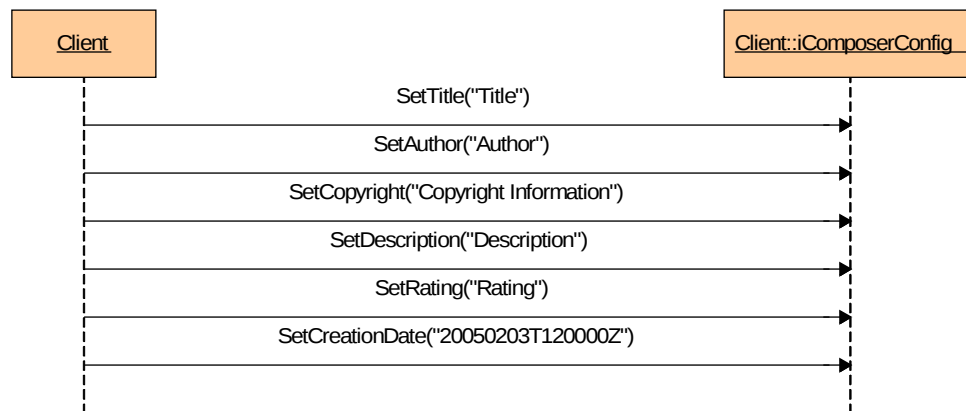 Client
Client::iComposerConfig
SetTitle("Title")
SetAuthor("Author")
SetCopyright("Copyright Information")
SetDescription("Description")
SetRating("Rating")
SetCreationDate("20050203T120000Z")